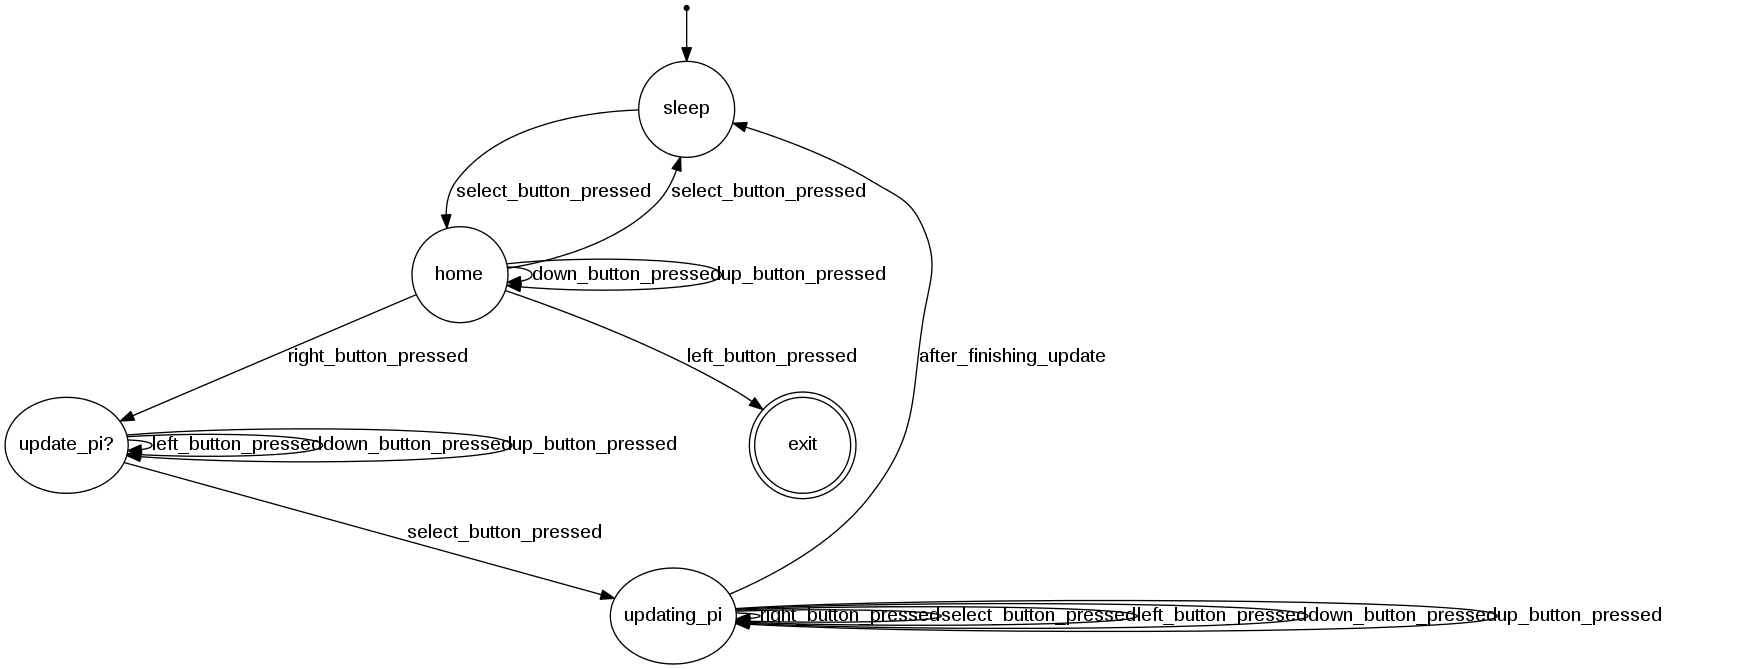 sleep
select_button_pressed
select_button_pressed
home
down_button_pressed
up_button_pressed
right_button_pressed
left_button_pressed
after_finishing_update
update_pi?
left_button_pressed
down_button_pressed
up_button_pressed
exit
select_button_pressed
updating_pi
right_button_pressed
select_button_pressed
left_button_pressed
down_button_pressed
up_button_pressed